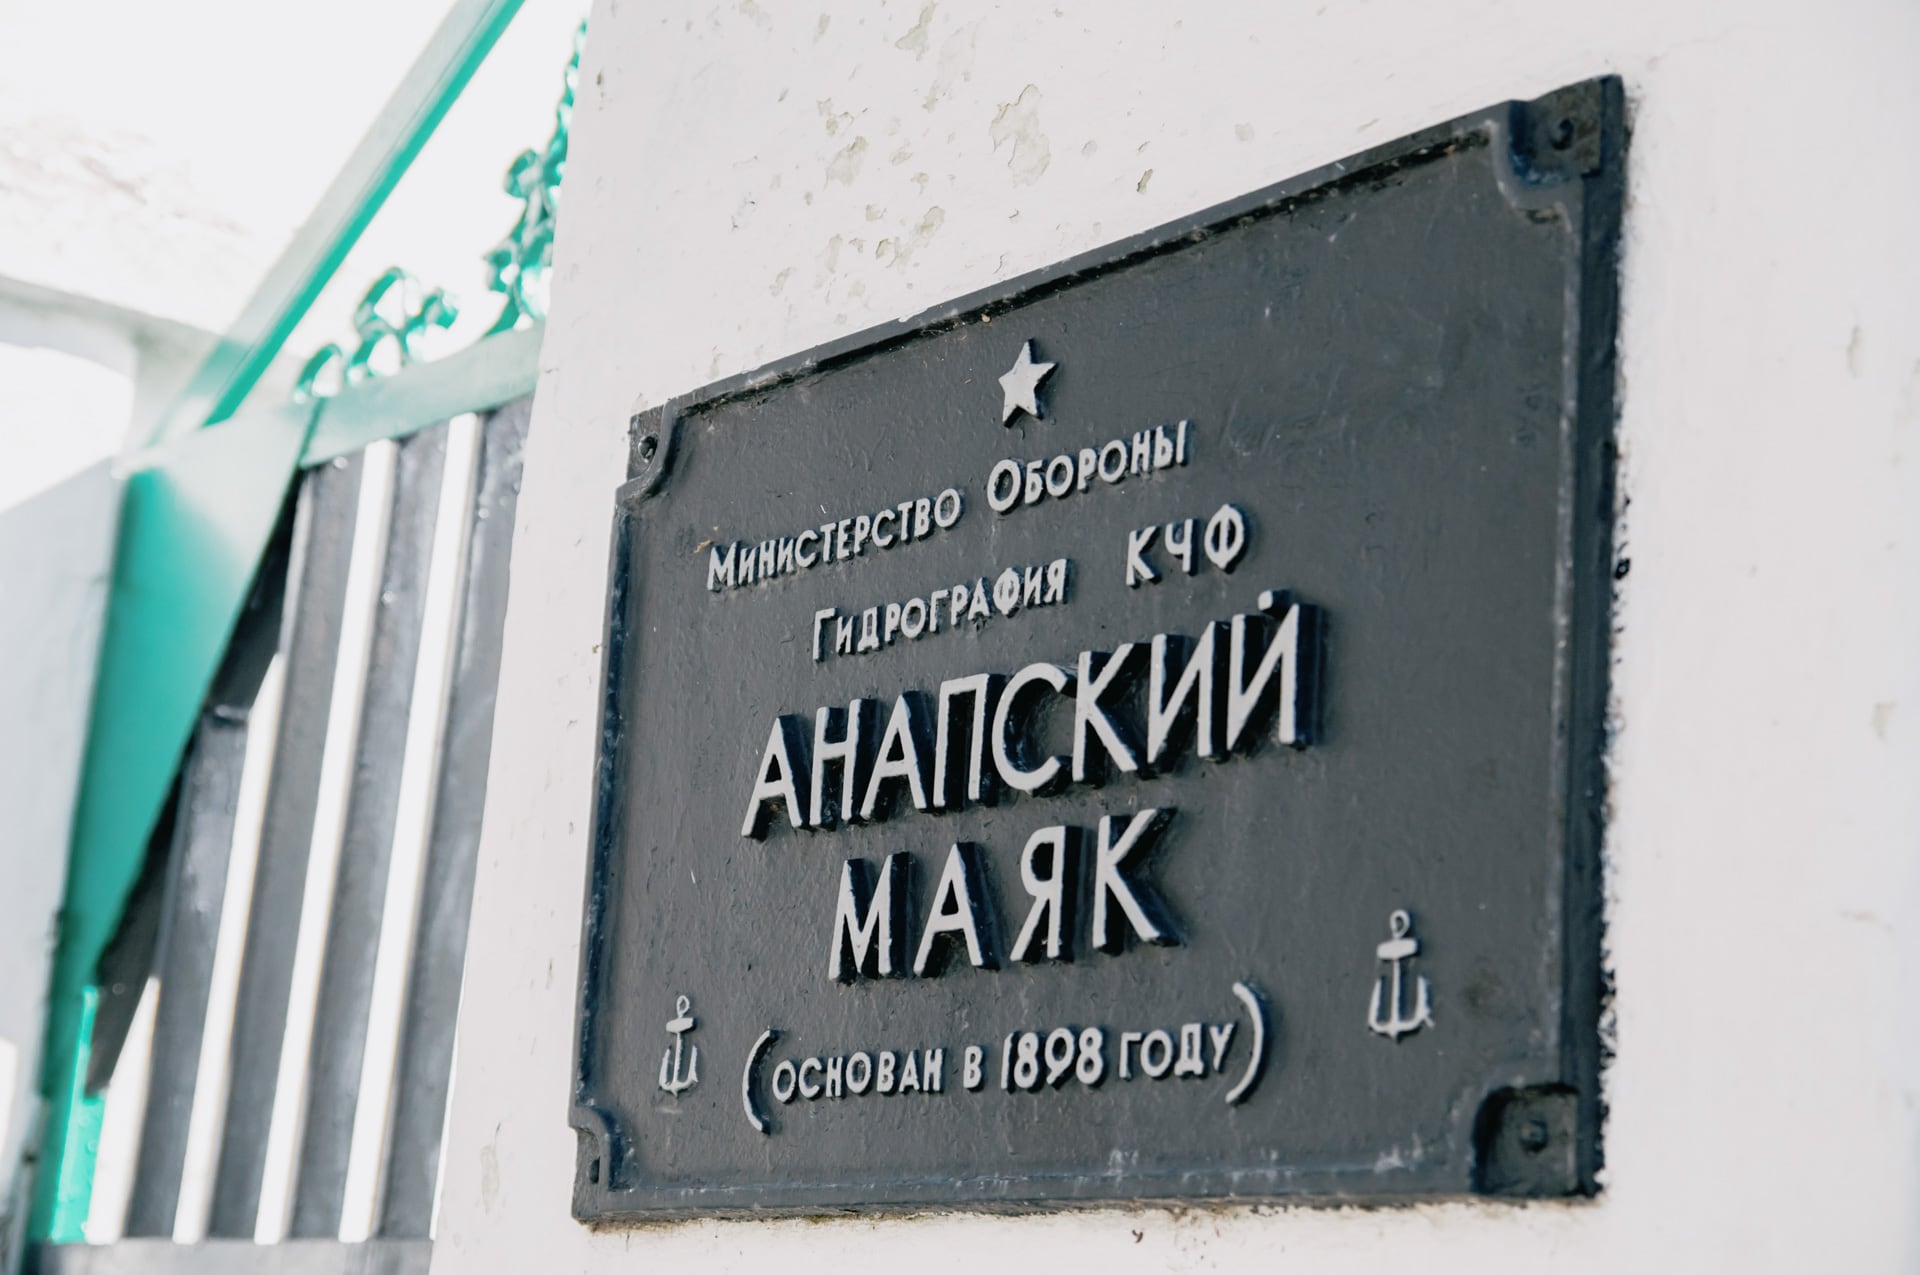 Министерство Обороны
Гидрография КЧФ
АНАПСКИЙ
МАЯК
(ОСНОВАН В 1898 ГОДУ)